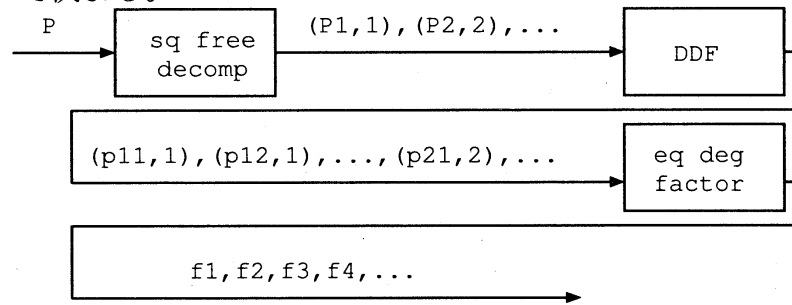 P
sq free
decomp
(P1,1),(P2,2),...
DDF
(p11,1),(p12,1),...,(p21,2),...
eq deg
factor
f1,f2,f3,f4,...